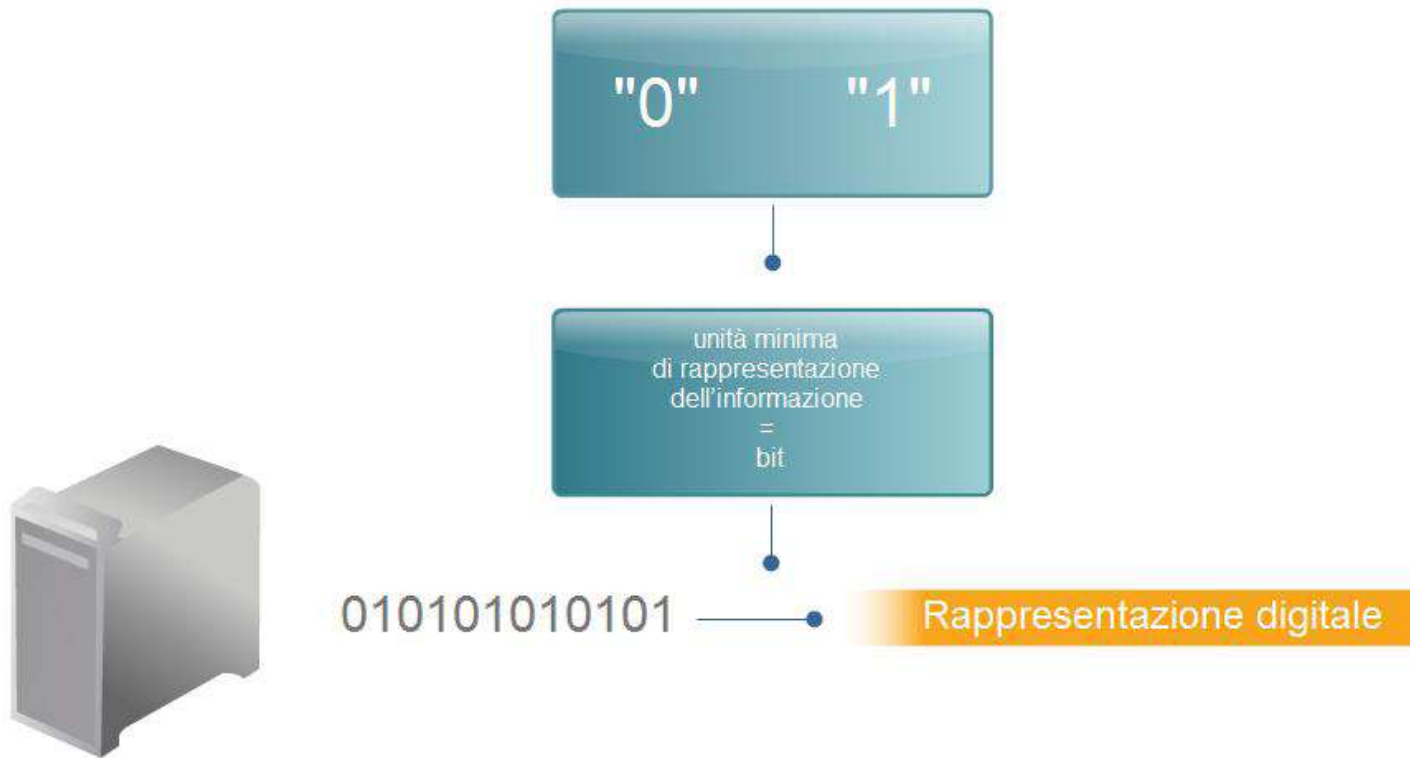 "0" "1"
unità minima
di rappresentazione
dell'informazione
=
bit
010101010101
Rappresentazione digitale